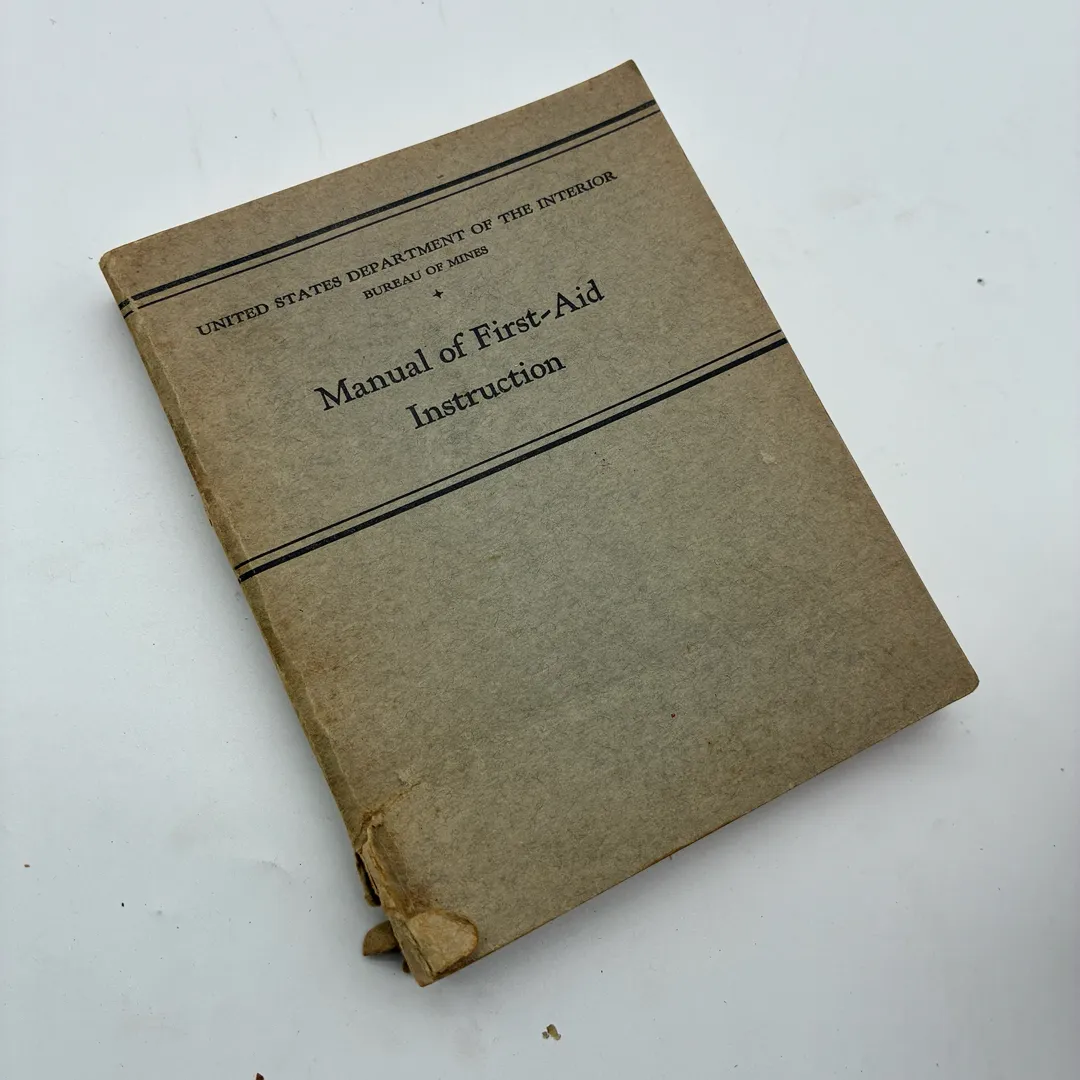 UNITED STATES DEPARTMENT OF THE INTERIOR
BUREAU OF MINES
Manual of First-Aid
Instruction